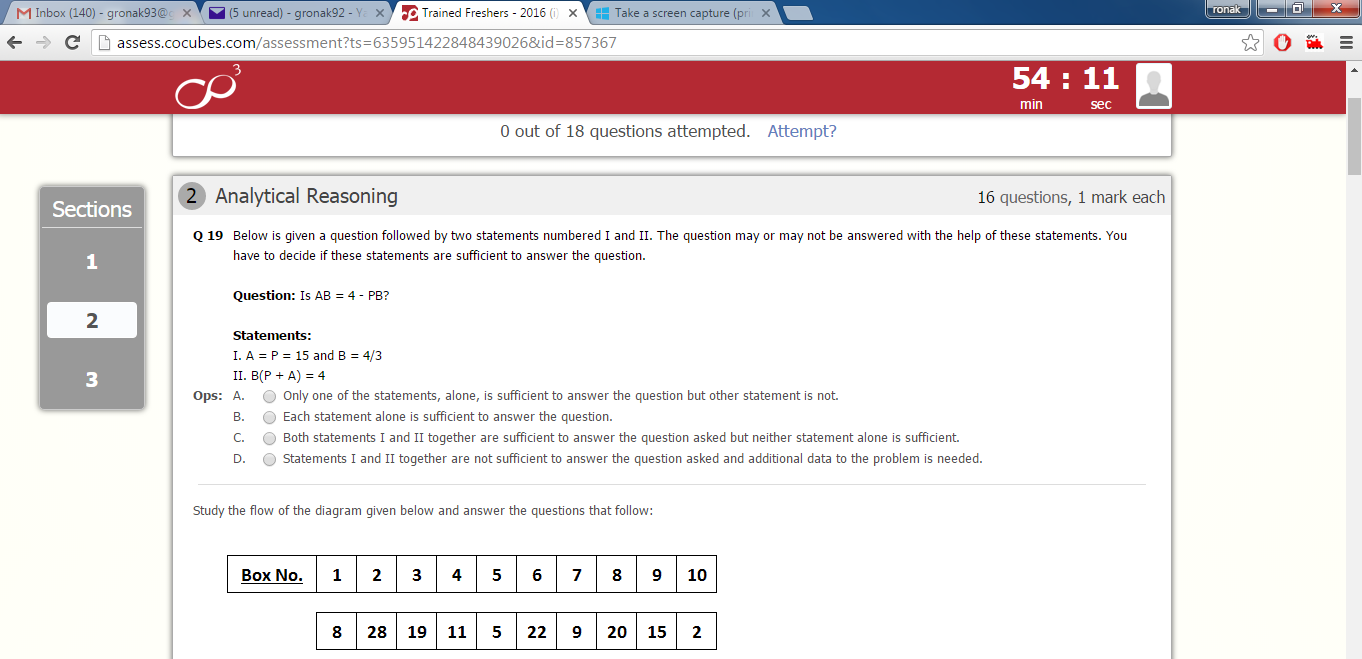 Inbox (140) - gronak93@g
(5 unread) - gronak92 - Ya
Trained Freshers - 2016 (i)
Take a screen capture (pri
ronak
assess.cocubes.com/assessment?ts=635951422848439026&id=857367
3
54 : 11
min sec
0 out of 18 questions attempted. Attempt?
Sections
1
2
3
2 Analytical Reasoning
16 questions, 1 mark each
Q 19 Below is given a question followed by two statements numbered I and II. The question may or may not be answered with the help of these statements. You
have to decide if these statements are sufficient to answer the question.
Question: Is AB = 4 - PB?
Statements:
I. A = P = 15 and B = 4/3
II. B(P + A) = 4
Ops: A. Only one of the statements, alone, is sufficient to answer the question but other statement is not.
B. Each statement alone is sufficient to answer the question.
C. Both statements I and II together are sufficient to answer the question asked but neither statement alone is sufficient.
D. Statements I and II together are not sufficient to answer the question asked and additional data to the problem is needed.
Study the flow of the diagram given below and answer the questions that follow:
Box No. 1 2 3 4 5 6 7 8 9 10
8 28 19 11 5 22 9 20 15 2